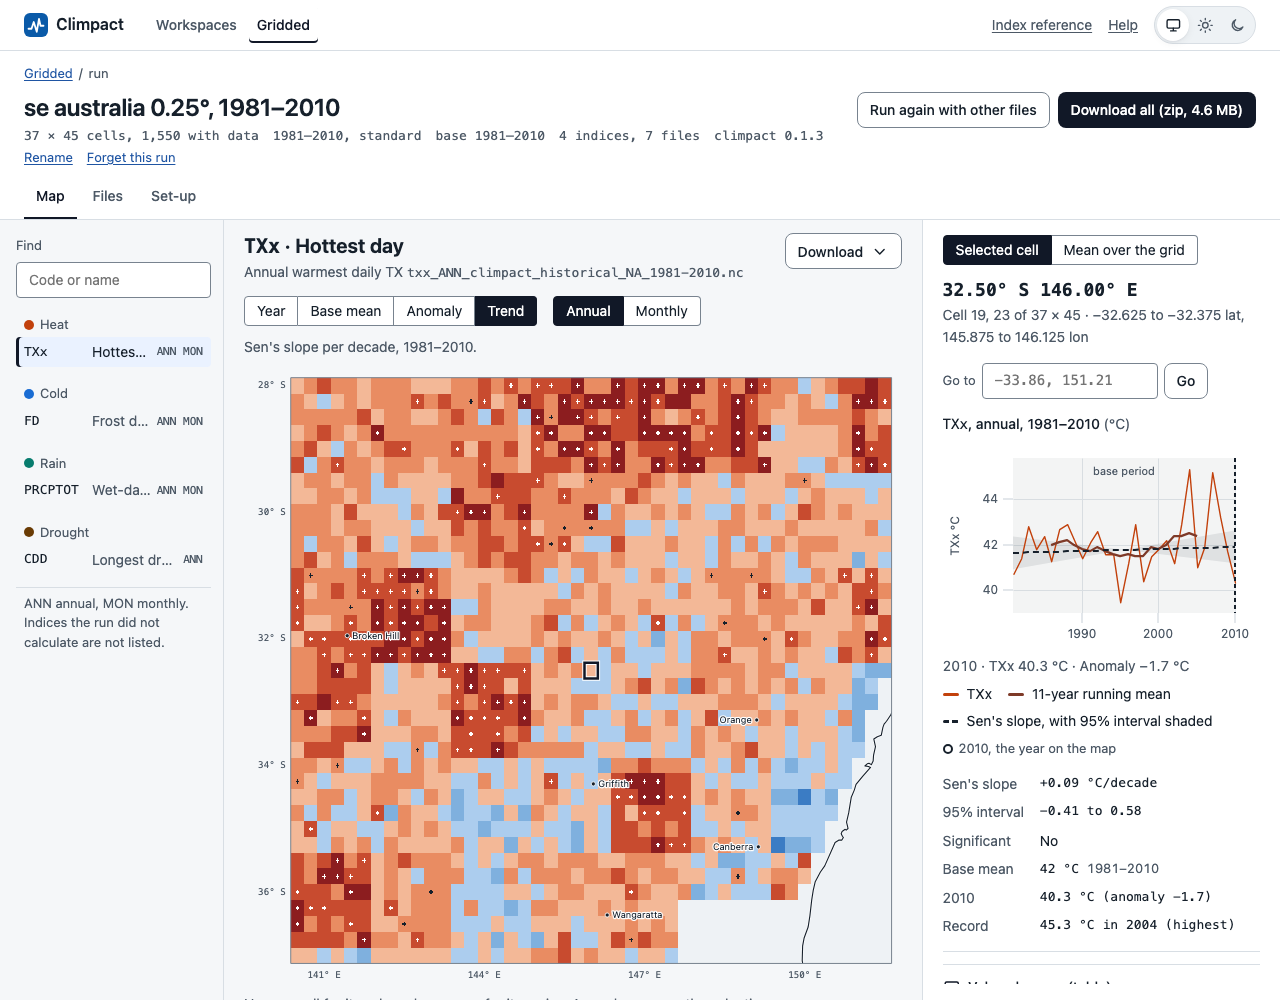 Climpact
Workspaces
Gridded
Index reference
Help
Gridded / run
se australia 0.25°, 1981–2010
37 × 45 cells, 1,550 with data 1981–2010, standard base 1981–2010 4 indices, 7 files climpact 0.1.3
Rename Forget this run
Run again with other files
Download all (zip, 4.6 MB)
Map Files Set-up
Find
Code or name
Heat
TXx Hottes... ANN MON
Cold
FD Frost d... ANN MON
Rain
PRCPTOT Wet-da... ANN MON
Drought
CDD Longest dr... ANN
ANN annual, MON monthly.
Indices the run did not
calculate are not listed.
TXx · Hottest day
Annual warmest daily TX txx_ANN_climpact_historical_NA_1981–2010.nc
Download
Year Base mean Anomaly Trend
Annual Monthly
Sen's slope per decade, 1981–2010.
28° S
30° S
32° S
34° S
36° S
Broken Hill
Orange
Griffith
Canberra
Wangaratta
141° E 144° E 147° E 150° E
Selected cell Mean over the grid
32.50° S 146.00° E
Cell 19, 23 of 37 × 45 · −32.625 to −32.375 lat,
145.875 to 146.125 lon
Go to −33.86, 151.21 Go
TXx, annual, 1981–2010 (°C)
base period
TXx °C
44
42
40
1990 2000 2010
2010 · TXx 40.3 °C · Anomaly −1.7 °C
TXx 11-year running mean
Sen's slope, with 95% interval shaded
2010, the year on the map
Sen's slope +0.09 °C/decade
95% interval −0.41 to 0.58
Significant No
Base mean 42 °C 1981–2010
2010 40.3 °C (anomaly −1.7)
Record 45.3 °C in 2004 (highest)